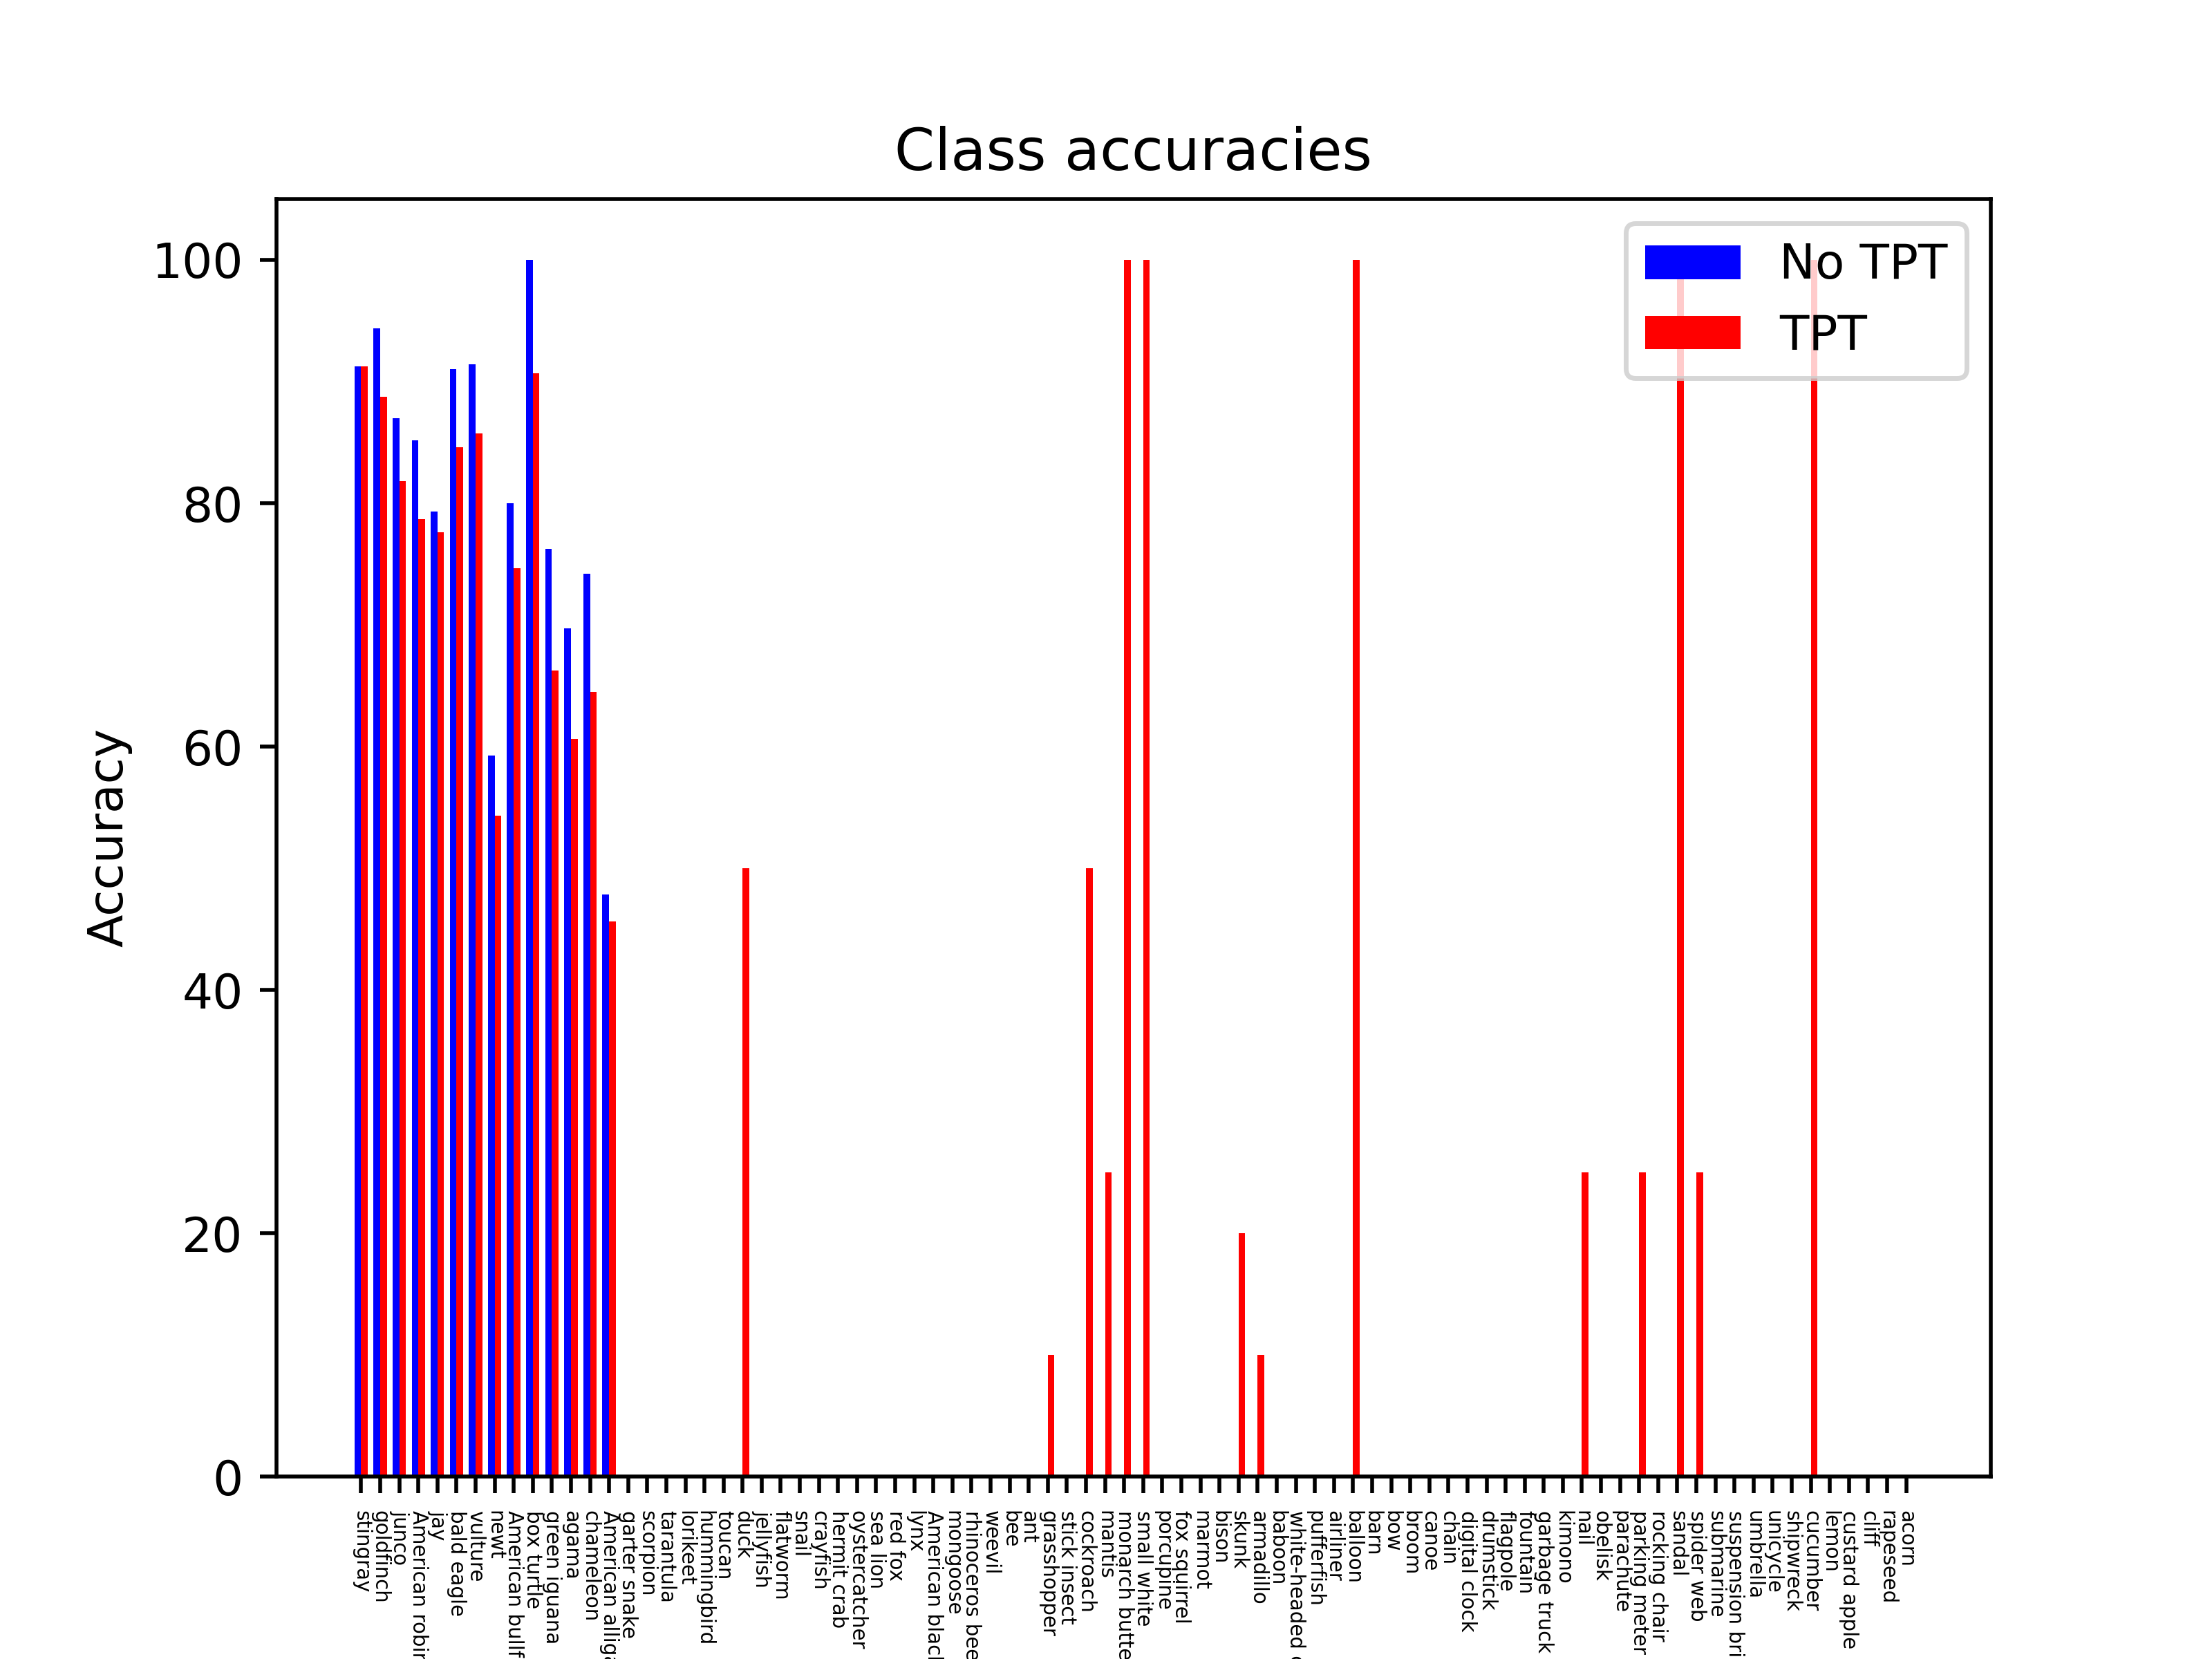 Class accuracies
No TPT
TPT
Accuracy
100
80
60
40
20
0
stingray
goldfinch
junco
American robin
jay
bald eagle
vulture
newt
American bullf
box turtle
green iguana
agama
chameleon
American alliga
garter snake
scorpion
tarantula
lorikeet
hummingbird
toucan
duck
jellyfish
flatworm
snail
crayfish
hermit crab
oystercatcher
sea lion
red fox
lynx
American black
mongoose
rhinoceros bee
weevil
bee
ant
grasshopper
stick insect
cockroach
mantis
monarch butte
small white
porcupine
fox squirrel
marmot
bison
skunk
armadillo
baboon
white-headed c
pufferfish
airliner
balloon
barn
bow
broom
canoe
chain
digital clock
drumstick
flagpole
fountain
garbage truck
kimono
nail
obelisk
parachute
parking meter
rocking chair
sandal
spider web
submarine
suspension bri
umbrella
unicycle
shipwreck
cucumber
lemon
custard apple
cliff
rapeseed
acorn